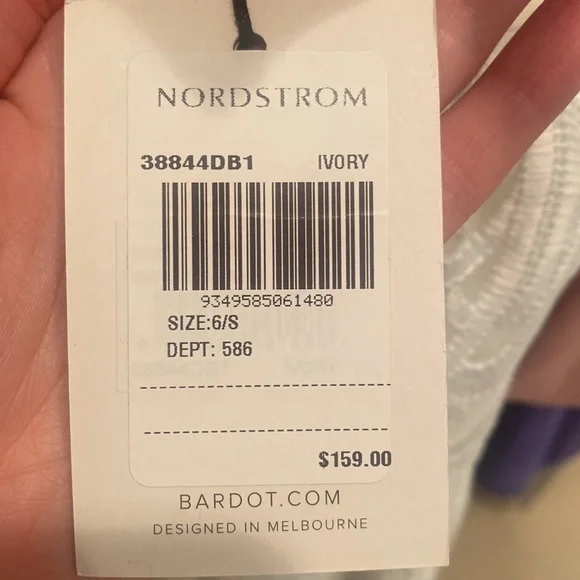 NORDSTROM
38844DB1 IVORY
9349585061480
SIZE:6/S
DEPT: 586
$159.00
BARDOT.COM
DESIGNED IN MELBOURNE